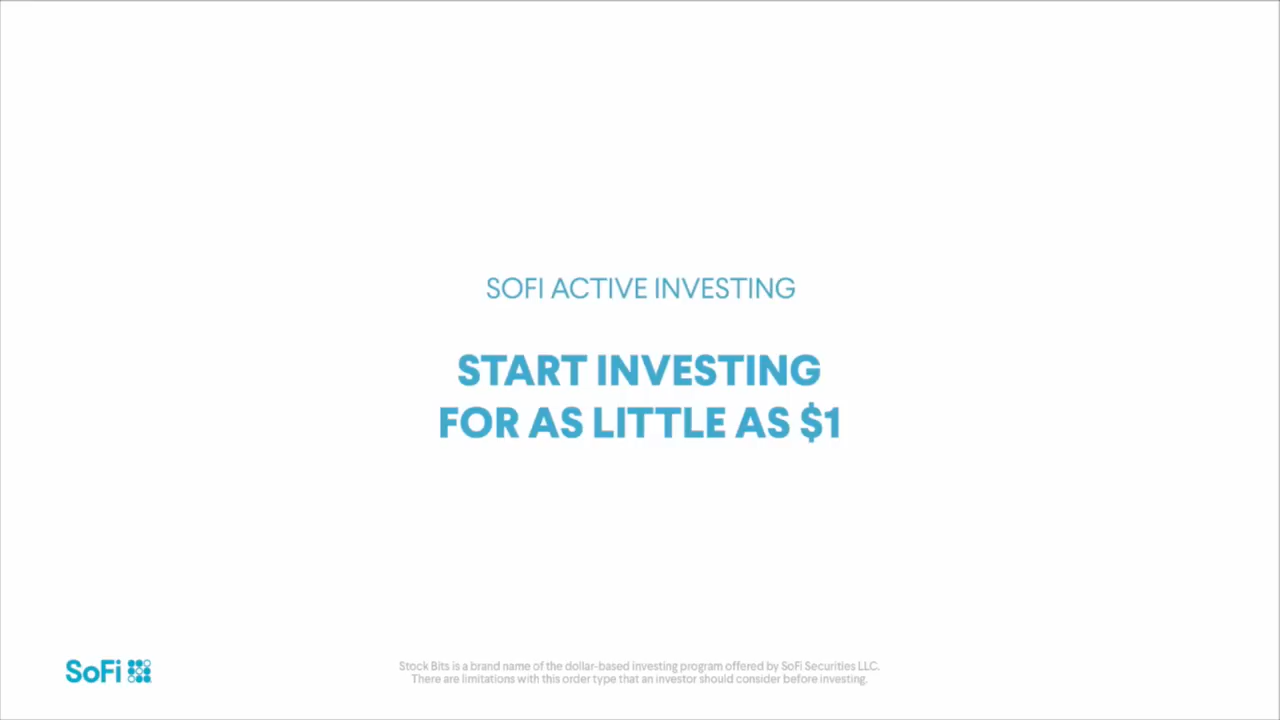 SOFI ACTIVE INVESTING
START INVESTING
FOR AS LITTLE AS $1
SoFi
Stock Bits is a brand name of the dollar-based investing program offered by SoFi Securities LLC.
There are limitations with this order type that an investor should consider before investing.